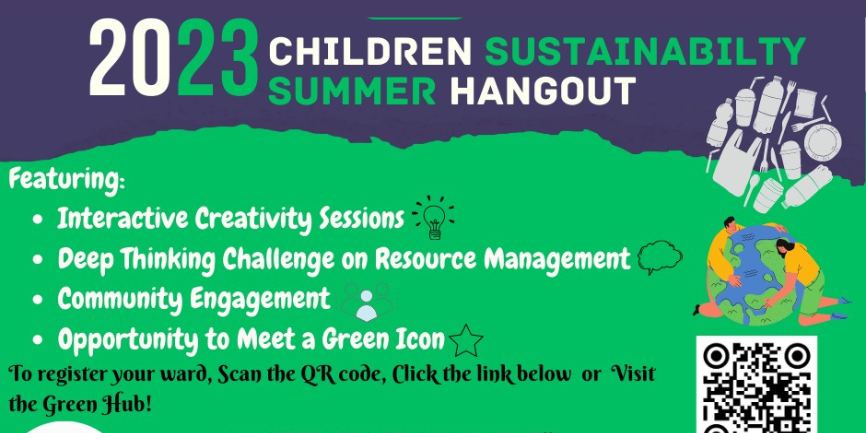 2023 CHILDREN SUSTAINABILTY
SUMMER HANGOUT
Featuring:
• Interactive Creativity Sessions
• Deep Thinking Challenge on Resource Management
• Community Engagement
• Opportunity to Meet a Green Icon
To register your ward, Scan the QR code, Click the link below or Visit
the Green Hub!